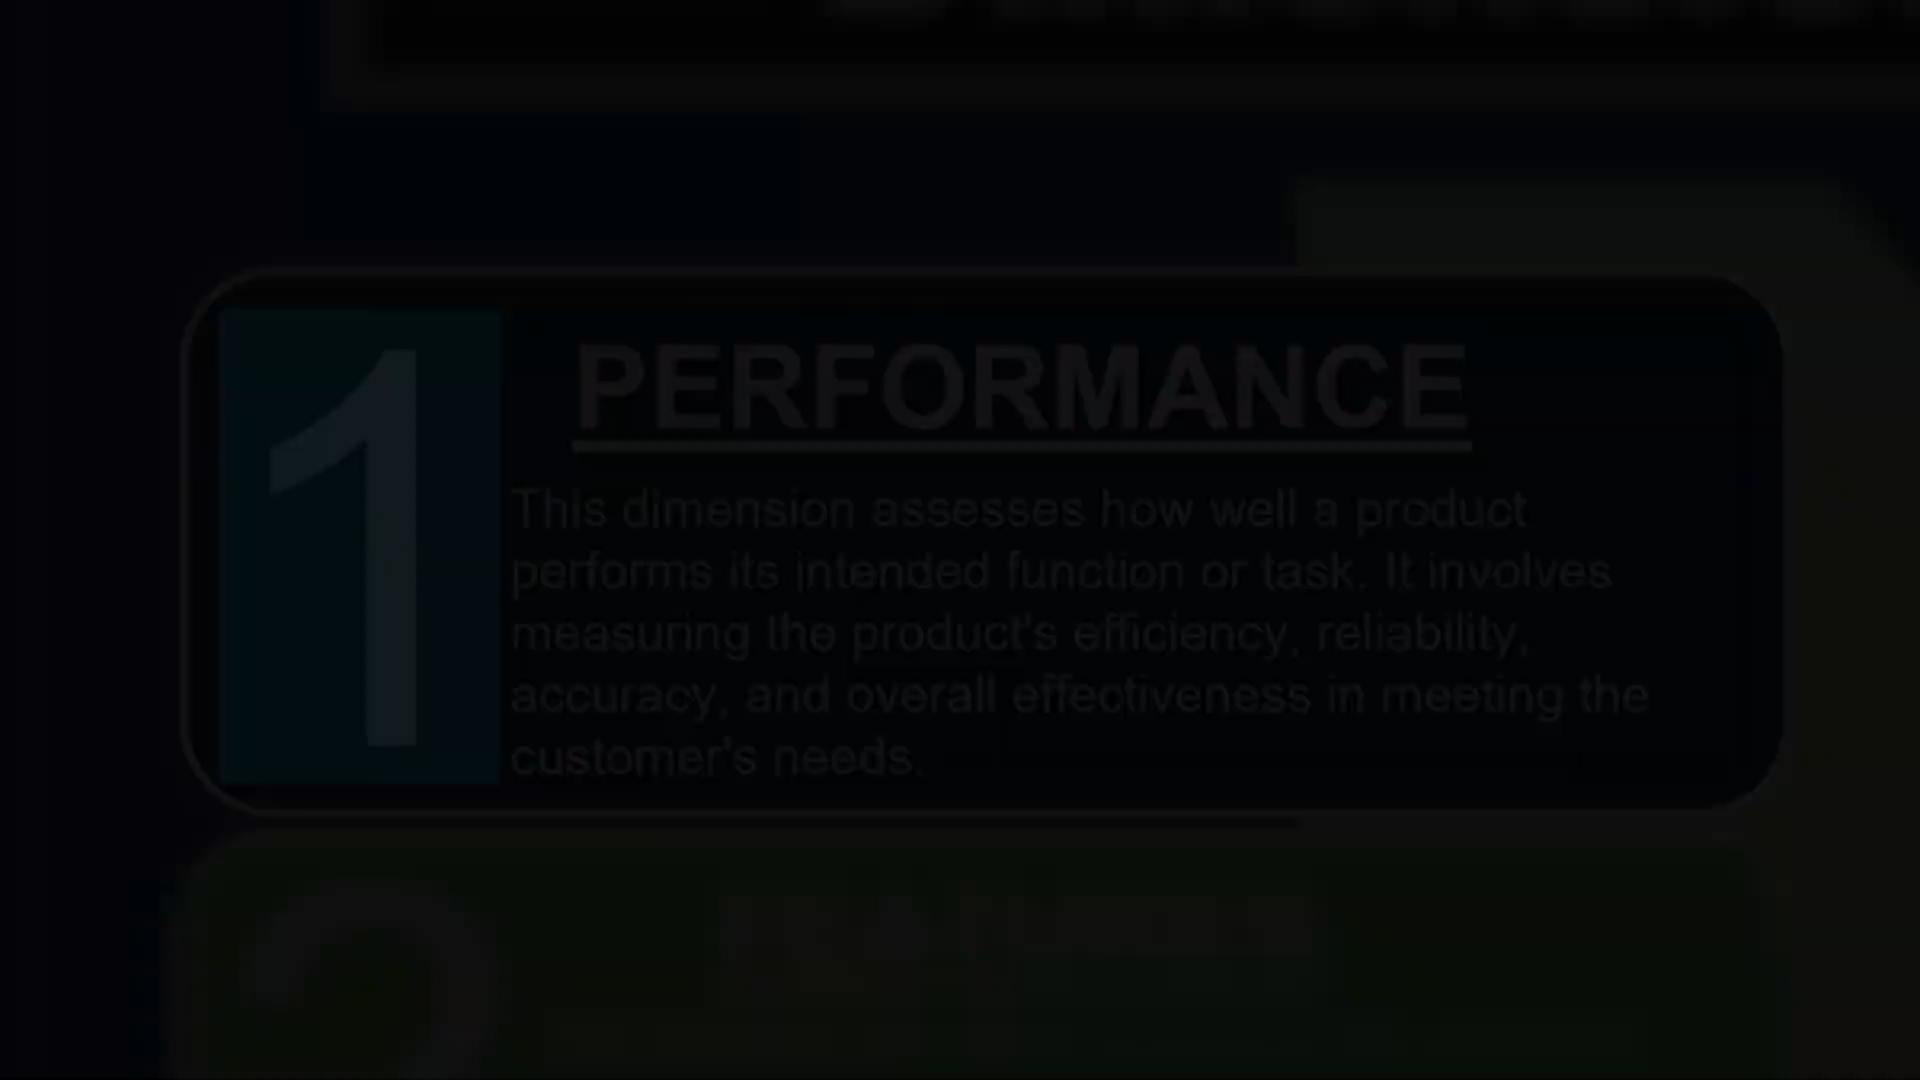 1
PERFORMANCE
This dimension assesses how well a product
performs its intended function or task. It involves
measuring the product's efficiency, reliability,
accuracy, and overall effectiveness in meeting the
customer's needs.
2